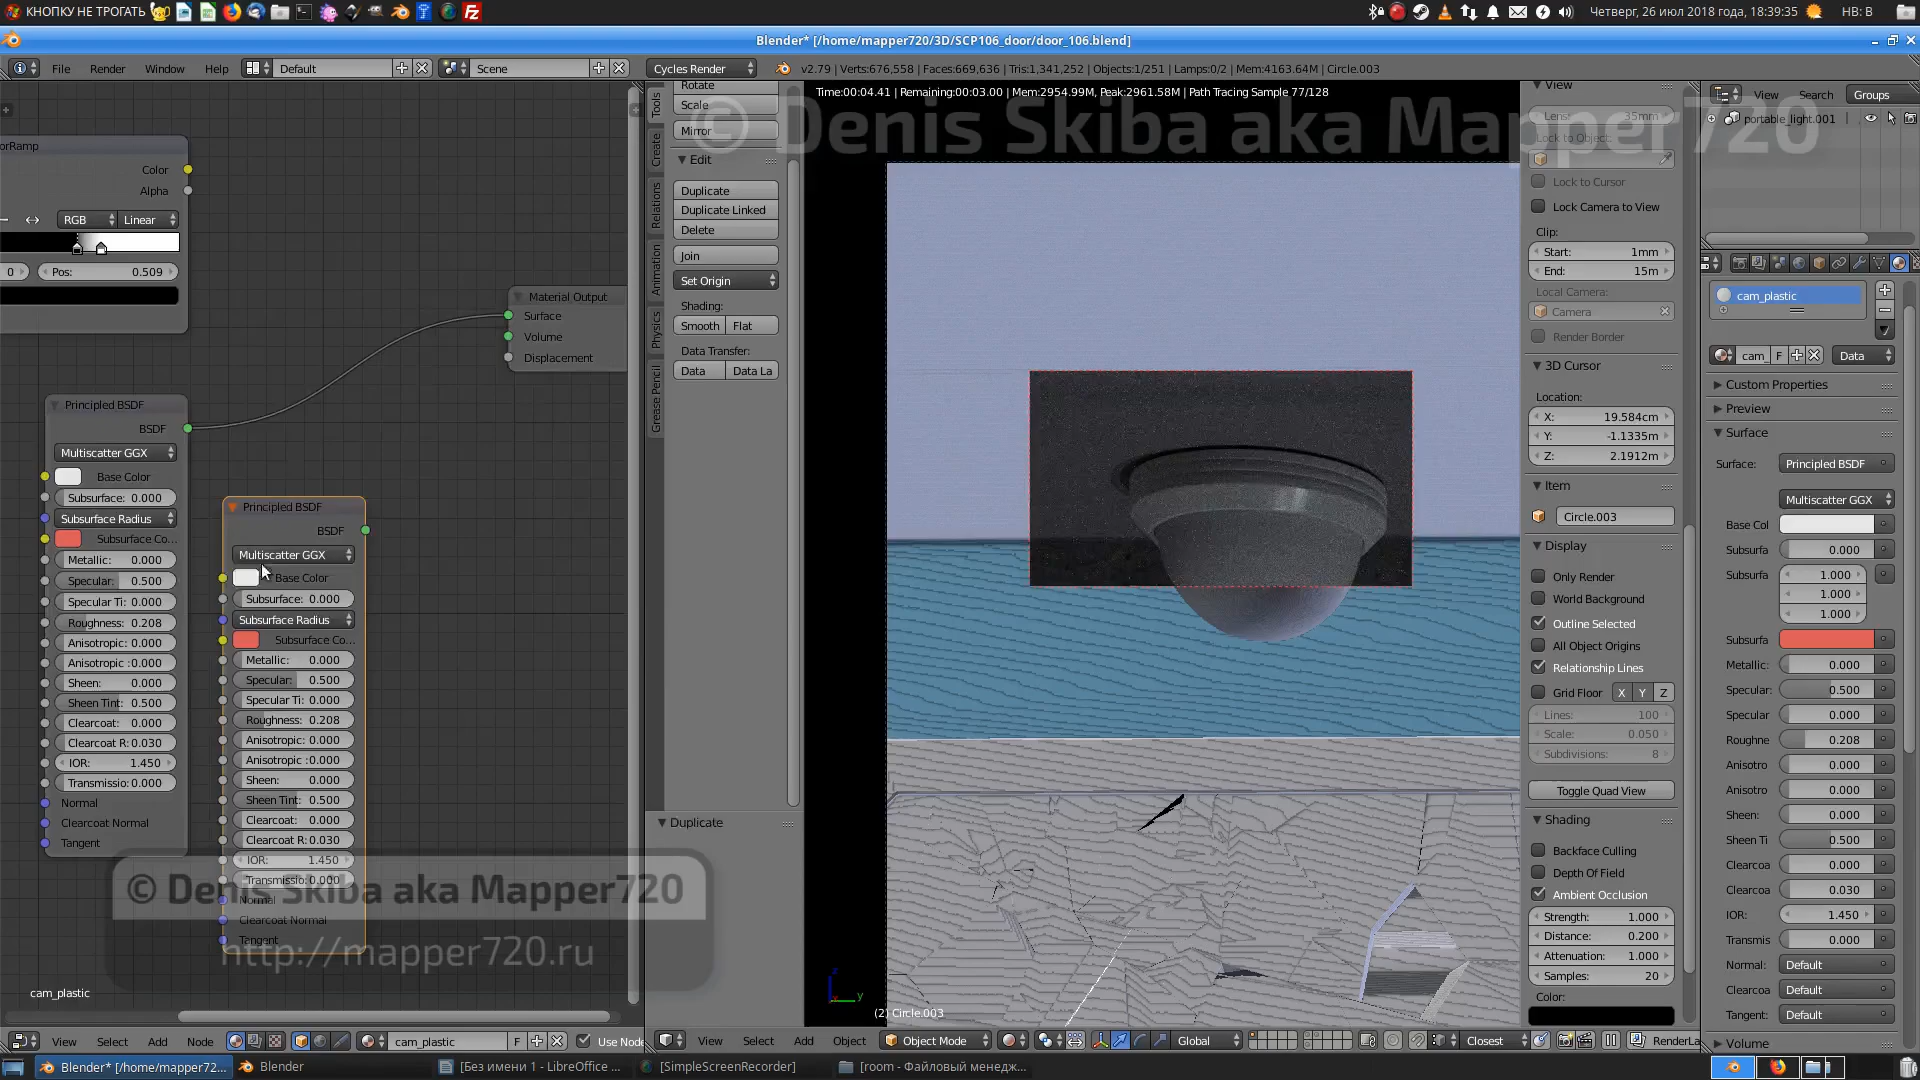 КНОПКУ НЕ ТРОГАТЬ
Четверг, 26 июл 2018 года, 18:39:35
НВ: В
Blender* [/home/mapper720/3D/SCP106_door/door_106.blend]
File Render Window Help
Default
Scene
Cycles Render
v2.79 | Verts:676,558 | Faces:669,636 | Tris:1,341,252 | Objects:1/251 | Lamps:0/2 | Mem:4163.64M | Circle.003
orRamp
Color
Alpha
RGB
Linear
0
Pos: 0.509
Material Output
Surface
Volume
Displacement
Principled BSDF
BSDF
Multiscatter GGX
Base Color
Subsurface: 0.000
Subsurface Radius
Subsurface Co...
Metallic: 0.000
Specular: 0.500
Specular Ti: 0.000
Roughness: 0.208
Anisotropic: 0.000
Anisotropic :0.000
Sheen: 0.000
Sheen Tint: 0.500
Clearcoat: 0.000
Clearcoat R:0.030
IOR: 1.450
Transmissio:0.000
Normal
Clearcoat Normal
Tangent
Principled BSDF
BSDF
Multiscatter GGX
Base Color
Subsurface: 0.000
Subsurface Radius
Subsurface Co...
Metallic: 0.000
Specular: 0.500
Specular Ti: 0.000
Roughness: 0.208
Anisotropic: 0.000
Anisotropic :0.000
Sheen: 0.000
Sheen Tint: 0.500
Clearcoat: 0.000
Clearcoat R:0.030
IOR: 1.450
Transmissio:0.000
Normal
Clearcoat Normal
Tangent
© Denis Skiba aka Mapper720
http://mapper720.ru
cam_plastic
View Select Add Node
cam_plastic
F
Use Node
Tools
Create
Relations
Animation
Physics
Grease Pencil
Rotate
Scale
Mirror
Edit
Duplicate
Duplicate Linked
Delete
Join
Set Origin
Shading:
Smooth Flat
Data Transfer:
Data Data La
Duplicate
Time:00:04.41 | Remaining:00:03.00 | Mem:2954.99M, Peak:2961.58M | Path Tracing Sample 77/128
© Denis Skiba aka Mapper720
z
y
(2) Circle.003
View Select Add Object
Object Mode
Global
Closest
RenderLa
View
Lens: 35mm
Lock to Object:
Lock to Cursor
Lock Camera to View
Clip:
Start: 1mm
End: 15m
Local Camera:
Camera
Render Border
3D Cursor
Location:
X: 19.584cm
Y: -1.1335m
Z: 2.1912m
Item
Circle.003
Display
Only Render
World Background
Outline Selected
All Object Origins
Relationship Lines
Grid Floor X Y Z
Lines: 100
Scale: 0.050
Subdivisions: 8
Toggle Quad View
Shading
Backface Culling
Depth Of Field
Ambient Occlusion
Strength: 1.000
Distance: 0.200
Attenuation: 1.000
Samples: 20
Color:
View Search Groups
portable_light.001
cam_plastic
cam_ F
Data
Custom Properties
Preview
Surface
Surface: Principled BSDF
Multiscatter GGX
Base Col
Subsurfa 0.000
Subsurfa 1.000
1.000
1.000
Subsurfa
Metallic: 0.000
Specular: 0.500
Specular 0.000
Roughne 0.208
Anisotro 0.000
Anisotro 0.000
Sheen: 0.000
Sheen Ti 0.500
Clearcoa 0.000
Clearcoa 0.030
IOR: 1.450
Transmis 0.000
Normal: Default
Clearcoa Default
Tangent: Default
Volume
Blender* [/home/mapper72...
Blender
[Без имени 1 - LibreOffice ...
[SimpleScreenRecorder]
[room - Файловый менедж...